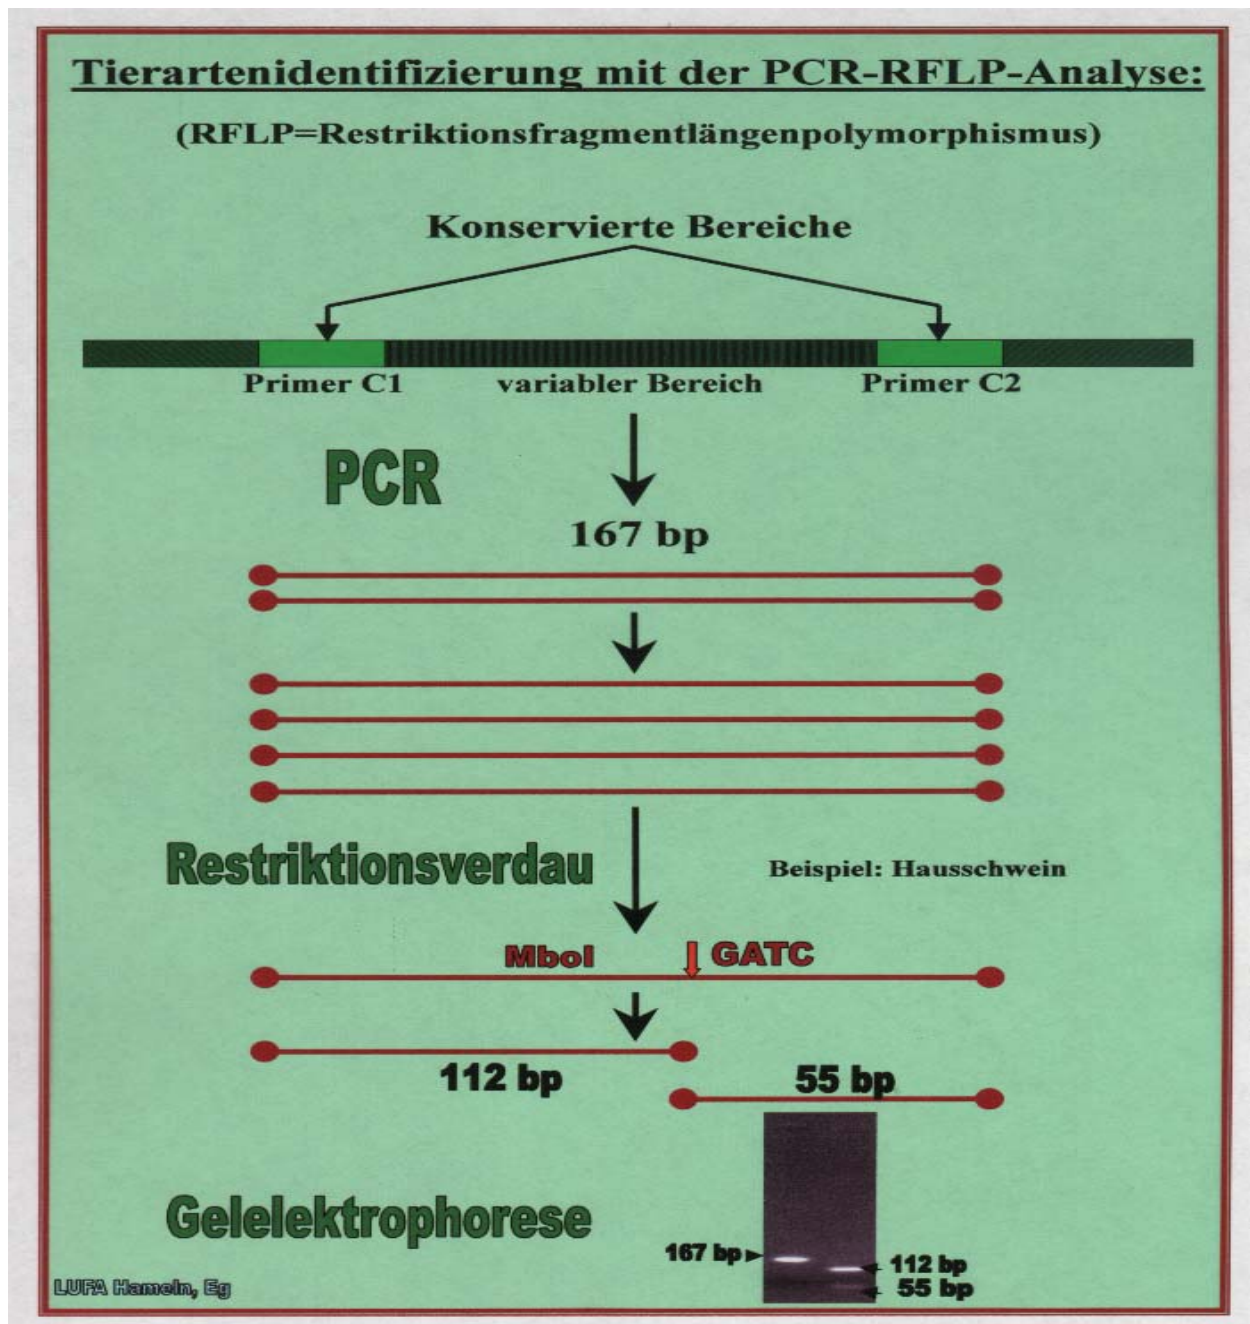 Tierartenidentifizierung mit der PCR-RFLP-Analyse:
(RFLP=Restriktionsfragmentlängenpolymorphismus)
Konservierte Bereiche
Primer C1 variabler Bereich Primer C2
PCR
167 bp
Restriktionsverdau
Beispiel: Hausschwein
MboI GATC
112 bp
55 bp
Gelelektrophorese
167 bp
112 bp
55 bp
LUFA Hameln, Eg